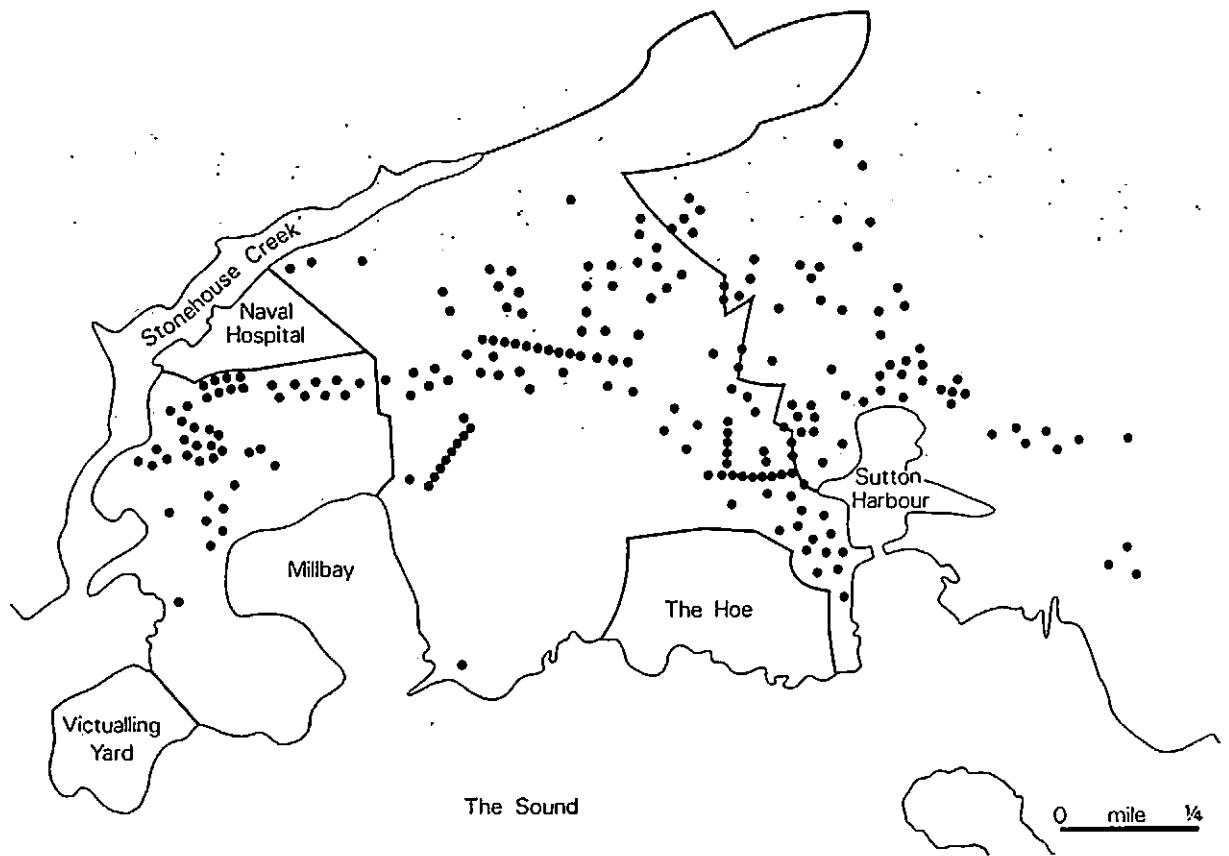 Stonehouse Creek
Naval
Hospital
Sutton
Harbour
Millbay
The Hoe
Victualling
Yard
The Sound
0 mile ¼